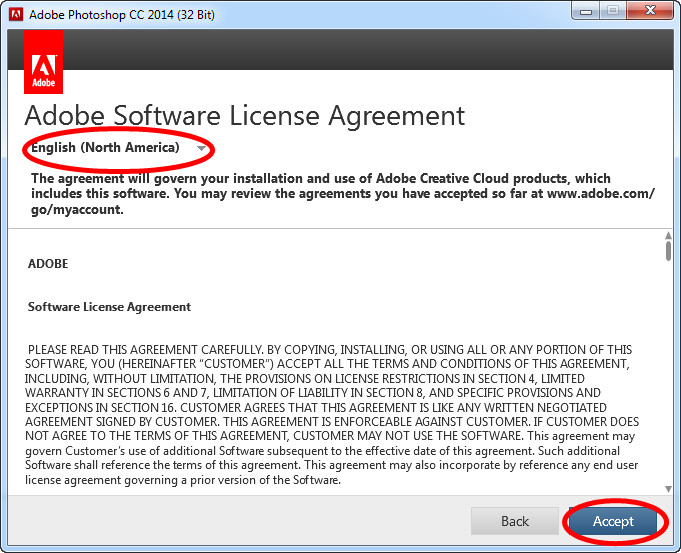 Adobe Photoshop CC 2014 (32 Bit)
Adobe
Adobe Software License Agreement
English (North America)
The agreement will govern your installation and use of Adobe Creative Cloud products, which
includes this software. You may review the agreements you have accepted so far at www.adobe.com/
go/myaccount.
ADOBE
Software License Agreement
PLEASE READ THIS AGREEMENT CAREFULLY. BY COPYING, INSTALLING, OR USING ALL OR ANY PORTION OF THIS
SOFTWARE, YOU (HEREINAFTER “CUSTOMER”) ACCEPT ALL THE TERMS AND CONDITIONS OF THIS AGREEMENT,
INCLUDING, WITHOUT LIMITATION, THE PROVISIONS ON LICENSE RESTRICTIONS IN SECTION 4, LIMITED
WARRANTY IN SECTIONS 6 AND 7, LIMITATION OF LIABILITY IN SECTION 8, AND SPECIFIC PROVISIONS AND
EXCEPTIONS IN SECTION 16. CUSTOMER AGREES THAT THIS AGREEMENT IS LIKE ANY WRITTEN NEGOTIATED
AGREEMENT SIGNED BY CUSTOMER. THIS AGREEMENT IS ENFORCEABLE AGAINST CUSTOMER. IF CUSTOMER DOES
NOT AGREE TO THE TERMS OF THIS AGREEMENT, CUSTOMER MAY NOT USE THE SOFTWARE. This agreement may
govern Customer’s use of additional Software subsequent to the effective date of this agreement. Such additional
Software shall reference the terms of this agreement. This agreement may also incorporate by reference any end user
license agreement governing a prior version of the Software.
Back
Accept